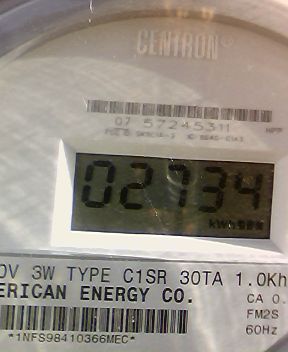 CENTRON®
07 57245311
02734
kWh
0V 3W TYPE C1SR 30TA 1.0Kh
ERICAN ENERGY CO.
CA 0.
FM2S
60Hz
*1NFS98410366MEC*